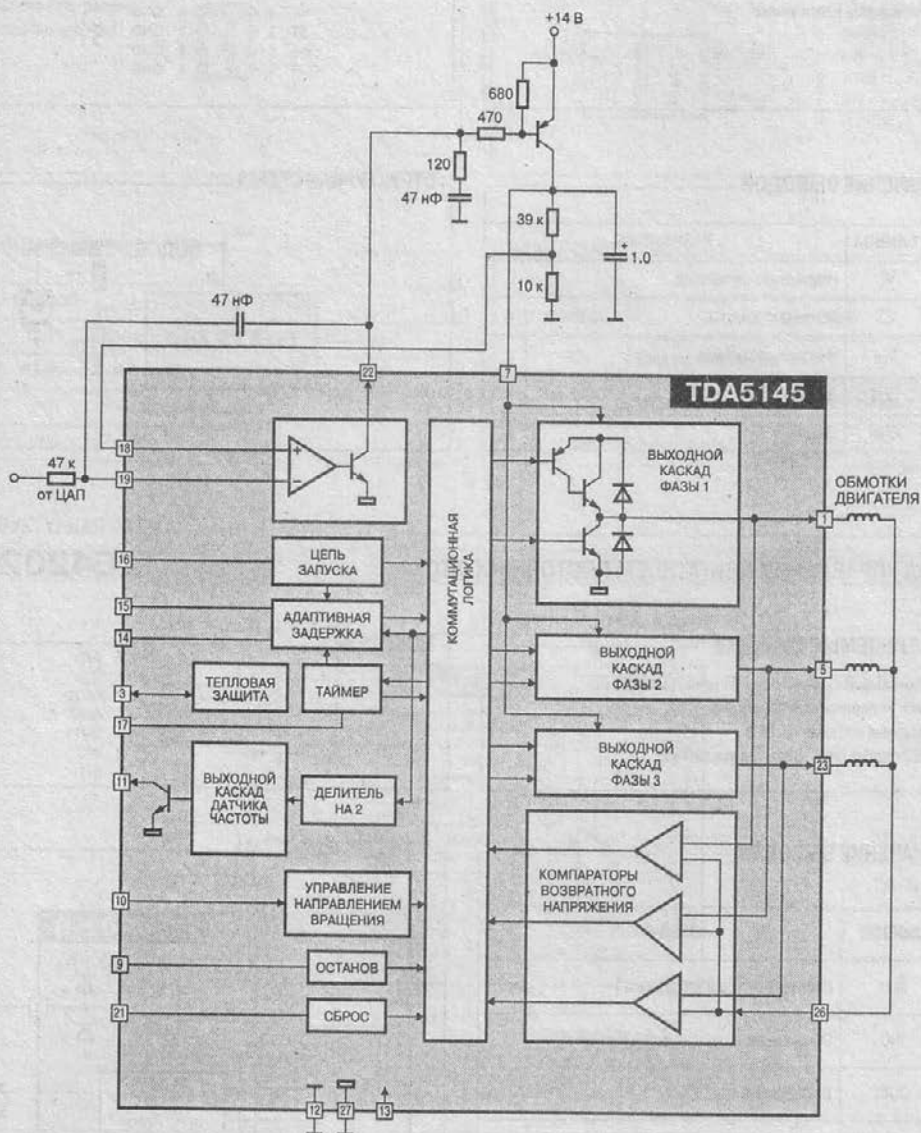 +14 В
680
470
120
47 нФ
39 к
1.0
10 к
47 нФ
22
7
TDA5145
18
19
47 к
от ЦАП
ВЫХОДНОЙ
КАСКАД
ФАЗЫ 1
ОБМОТКИ
ДВИГАТЕЛЯ
1
КОММУТАЦИОННАЯ
ЛОГИКА
16
ЦЕПЬ
ЗАПУСКА
15
14
АДАПТИВНАЯ
ЗАДЕРЖКА
3
ТЕПЛОВАЯ
ЗАЩИТА
ТАЙМЕР
17
ВЫХОДНОЙ
КАСКАД
ФАЗЫ 2
5
ВЫХОДНОЙ
КАСКАД
ФАЗЫ 3
23
11
ВЫХОДНОЙ
КАСКАД
ДАТЧИКА
ЧАСТОТЫ
ДЕЛИТЕЛЬ
НА 2
КОМПАРАТОРЫ
ВОЗВРАТНОГО
НАПРЯЖЕНИЯ
10
УПРАВЛЕНИЕ
НАПРАВЛЕНИЕМ
ВРАЩЕНИЯ
9
ОСТАНОВ
21
СБРОС
26
12
27
13